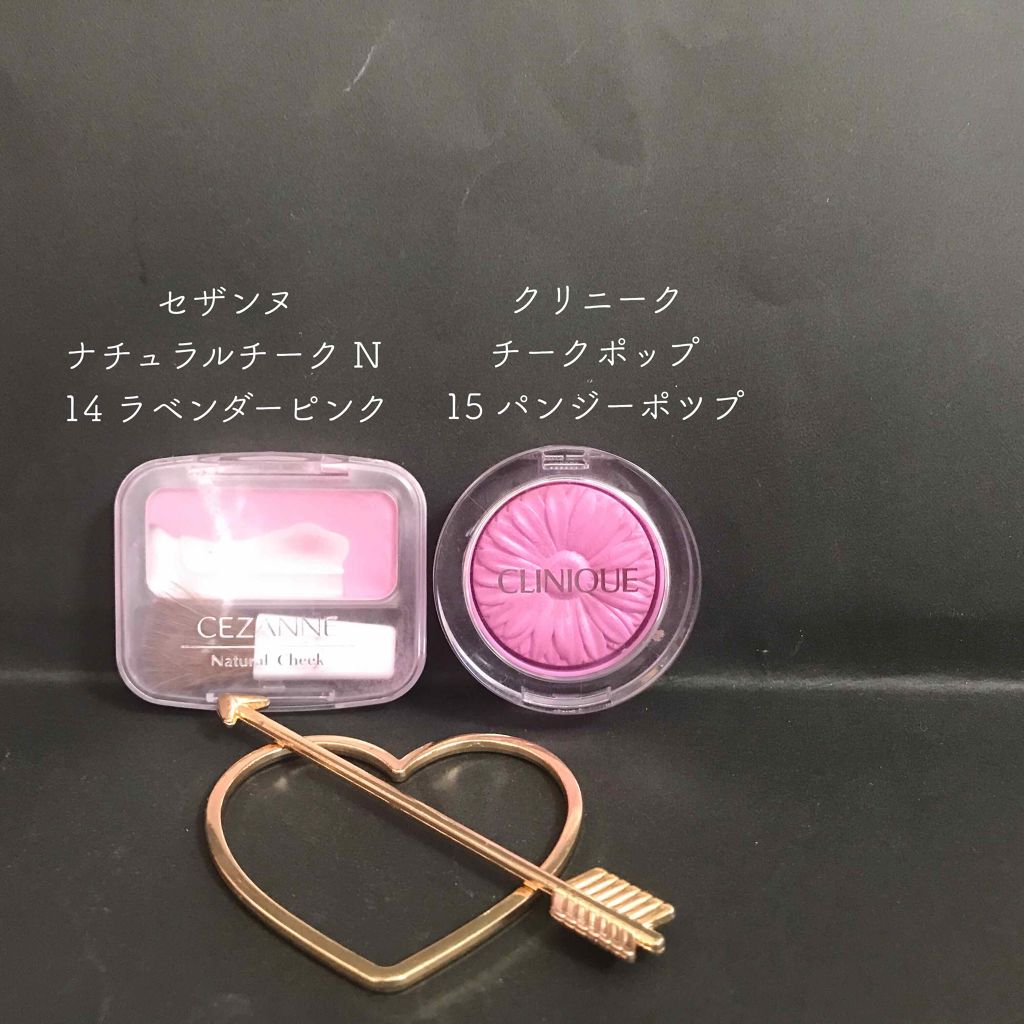 セザンヌ
ナチュラルチーク N
14 ラベンダーピンク
クリニーク
チークポップ
15 パンジーポツプ
CEZANNE
Natural Cheek
CLINIQUE